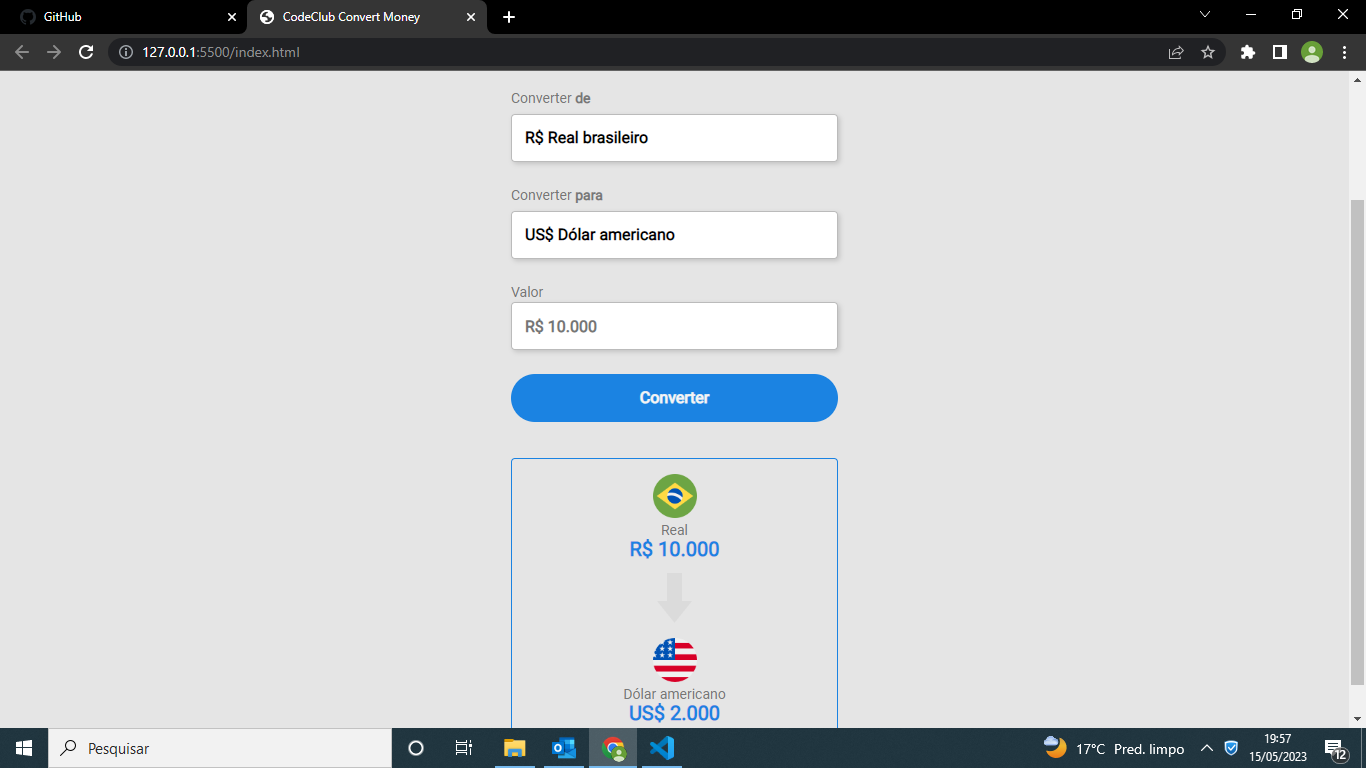 GitHub
CodeClub Convert Money
127.0.0.1:5500/index.html
Converter de
R$ Real brasileiro
Converter para
US$ Dólar americano
Valor
R$ 10.000
Converter
Real
R$ 10.000
Dólar americano
US$ 2.000
Pesquisar
17°C Pred. limpo
19:57
15/05/2023
12